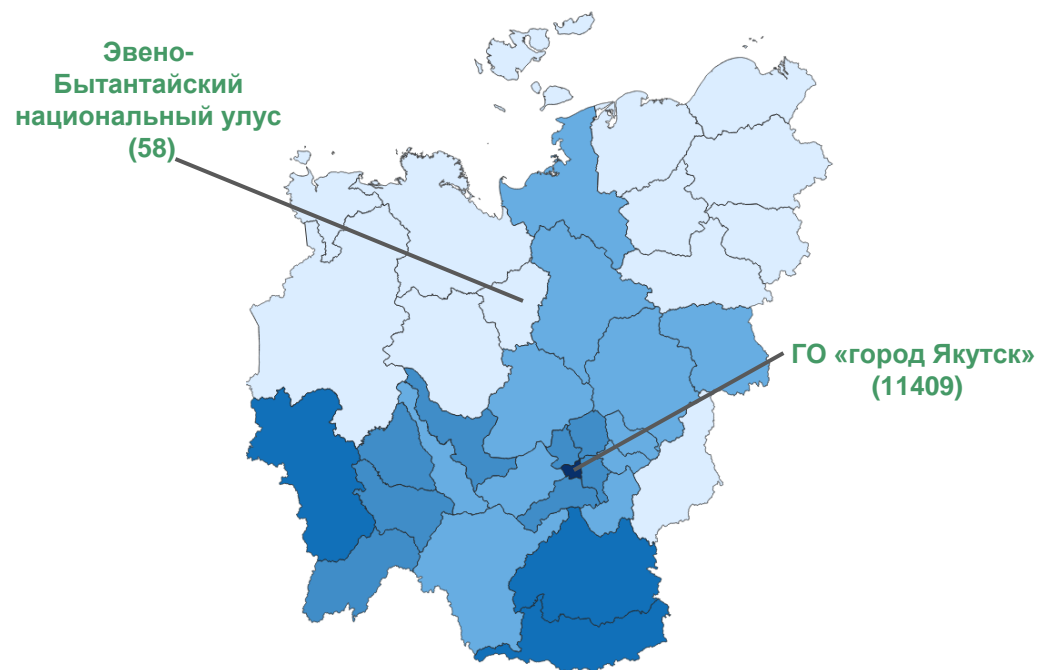 Эвено-
Бытантайский
национальный улус
(58)
ГО «город Якутск»
(11409)